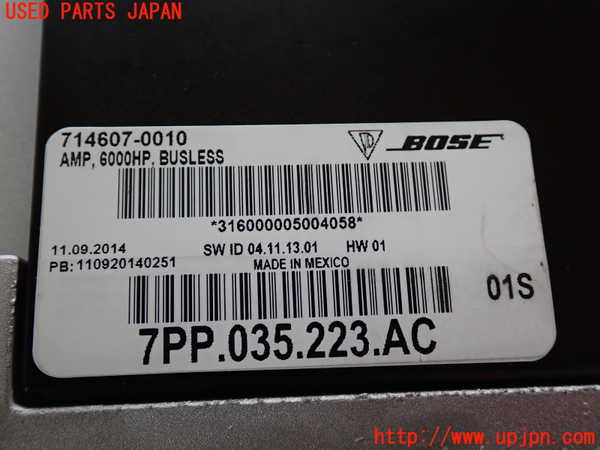 USED PARTS JAPAN
714607-0010
AMP, 6000HP, BUSLESS
BOSE
*316000005004058*
11.09.2014 SW ID 04.11.13.01 HW 01
PB: 110920140251 MADE IN MEXICO
01S
7PP.035.223.AC
http://www.upjpn.com/